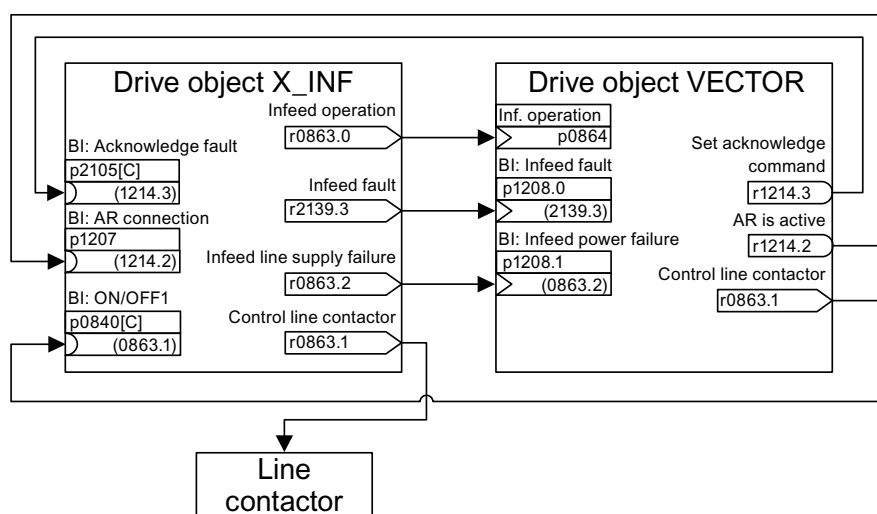 Drive object X_INF
Infeed operation
r0863.0
BI: Acknowledge fault
p2105[C]
(1214.3)
Infeed fault
r2139.3
BI: AR connection
p1207
(1214.2)
Infeed line supply failure
r0863.2
BI: ON/OFF1
p0840[C]
(0863.1)
Control line contactor
r0863.1
Drive object VECTOR
Inf. operation
p0864
BI: Infeed fault
p1208.0
(2139.3)
BI: Infeed power failure
p1208.1
(0863.2)
Set acknowledge
command
r1214.3
AR is active
r1214.2
Control line contactor
r0863.1
Line
contactor